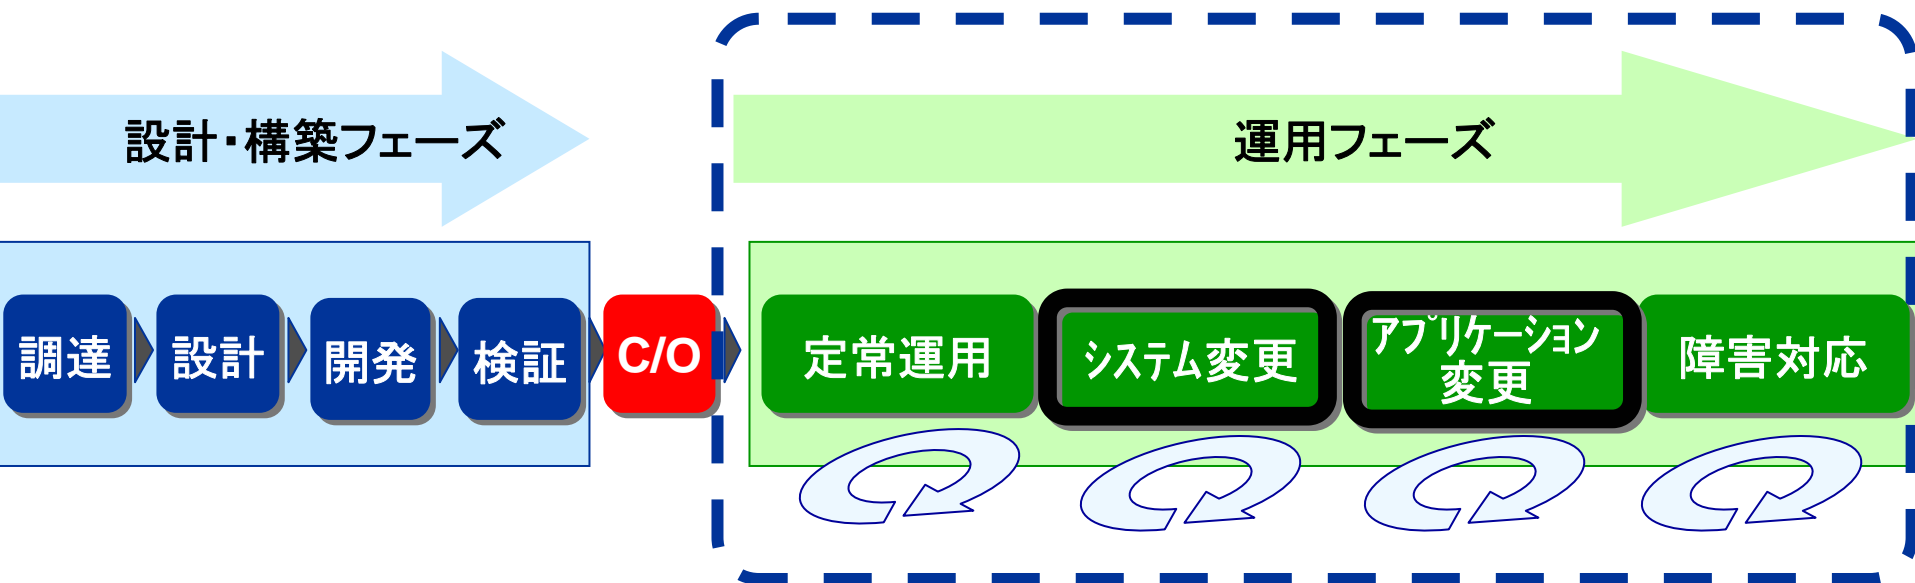 設計・構築フェーズ
運用フェーズ
調達
設計
開発
検証
C/O
定常運用
ｼｽﾃﾑ変更
ｱﾌﾟﾘｹｰｼｮﾝ
変更
障害対応